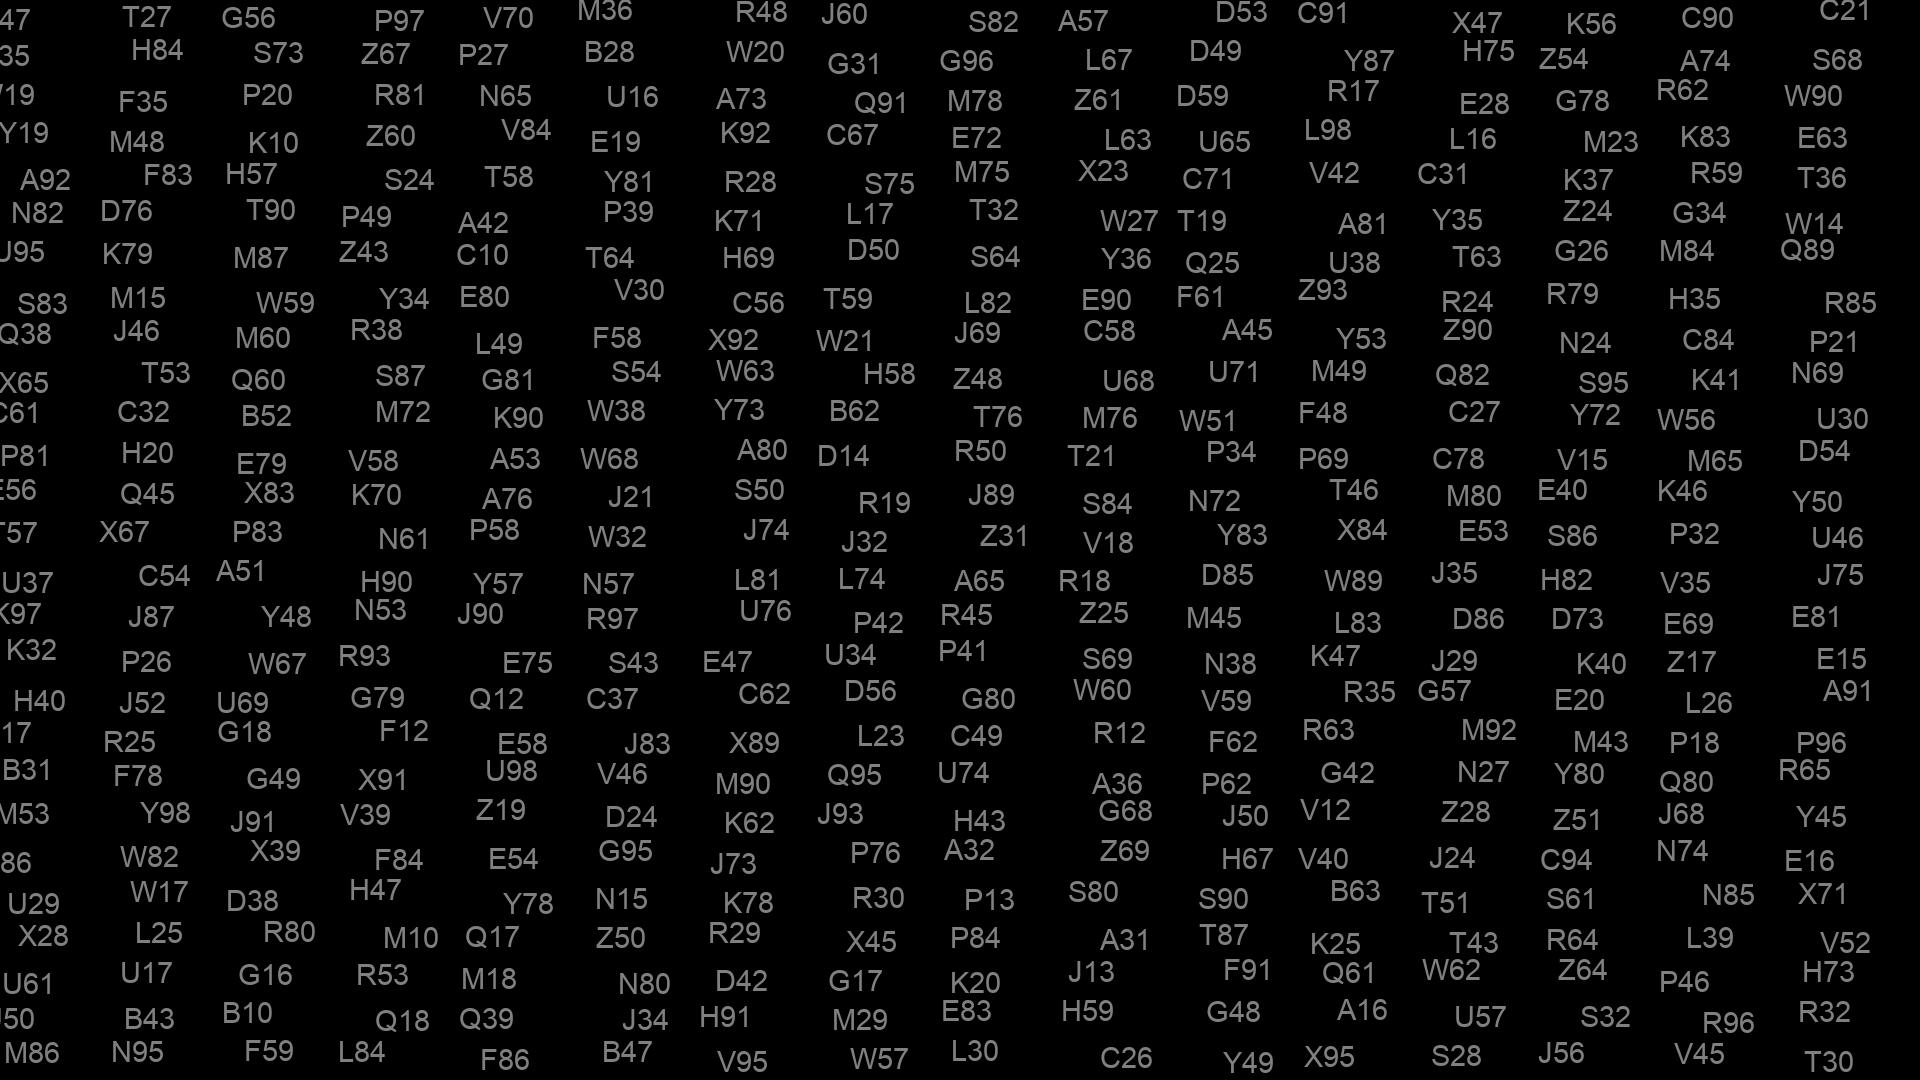 47 T27 G56 P97 V70 M36 R48 J60 S82 A57 D53 C91 X47 K56 C90 C21
35 H84 S73 Z67 P27 B28 W20 G31 G96 L67 D49 Y87 H75 Z54 A74 S68
19 F35 P20 R81 N65 U16 A73 Q91 M78 Z61 D59 R17 E28 G78 R62 W90
Y19 M48 K10 Z60 V84 E19 K92 C67 E72 L63 U65 L98 L16 M23 K83 E63
A92 F83 H57 S24 T58 Y81 R28 S75 M75 X23 C71 V42 C31 K37 R59 T36
N82 D76 T90 P49 A42 P39 K71 L17 T32 W27 T19 A81 Y35 Z24 G34 W14
U95 K79 M87 Z43 C10 T64 H69 D50 S64 Y36 Q25 U38 T63 G26 M84 Q89
S83 M15 W59 Y34 E80 V30 C56 T59 L82 E90 F61 Z93 R24 R79 H35 R85
Q38 J46 M60 R38 L49 F58 X92 W21 J69 C58 A45 Y53 Z90 N24 C84 P21
X65 T53 Q60 S87 G81 S54 W63 H58 Z48 U68 U71 M49 Q82 S95 K41 N69
C61 C32 B52 M72 K90 W38 Y73 B62 T76 M76 W51 F48 C27 Y72 W56 U30
P81 H20 E79 V58 A53 W68 A80 D14 R50 T21 P34 P69 C78 V15 M65 D54
E56 Q45 X83 K70 A76 J21 S50 R19 J89 S84 N72 T46 M80 E40 K46 Y50
T57 X67 P83 N61 P58 W32 J74 J32 Z31 V18 Y83 X84 E53 S86 P32 U46
U37 C54 A51 H90 Y57 N57 L81 L74 A65 R18 D85 W89 J35 H82 V35 J75
K97 J87 Y48 N53 J90 R97 U76 P42 R45 Z25 M45 L83 D86 D73 E69 E81
K32 P26 W67 R93 E75 S43 E47 U34 P41 S69 N38 K47 J29 K40 Z17 E15
H40 J52 U69 G79 Q12 C37 C62 D56 G80 W60 V59 R35 G57 E20 L26 A91
17 R25 G18 F12 E58 J83 X89 L23 C49 R12 F62 R63 M92 M43 P18 P96
B31 F78 G49 X91 U98 V46 M90 Q95 U74 A36 P62 G42 N27 Y80 Q80 R65
M53 Y98 J91 V39 Z19 D24 K62 J93 H43 G68 J50 V12 Z28 Z51 J68 Y45
86 W82 X39 F84 E54 G95 J73 P76 A32 Z69 H67 V40 J24 C94 N74 E16
U29 W17 D38 H47 Y78 N15 K78 R30 P13 S80 S90 B63 T51 S61 N85 X71
X28 L25 R80 M10 Q17 Z50 R29 X45 P84 A31 T87 K25 T43 R64 L39 V52
U61 U17 G16 R53 M18 N80 D42 G17 K20 J13 F91 Q61 W62 Z64 P46 H73
50 B43 B10 Q18 Q39 J34 H91 M29 E83 H59 G48 A16 U57 S32 R96 R32
M86 N95 F59 L84 F86 B47 V95 W57 L30 C26 Y49 X95 S28 J56 V45 T30